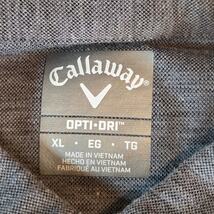 Callaway
OPTI•DRI™
XL • EG • TG
MADE IN VIETNAM
HECHO EN VIETNAM
FABRIQUÉ AU VIETNAM